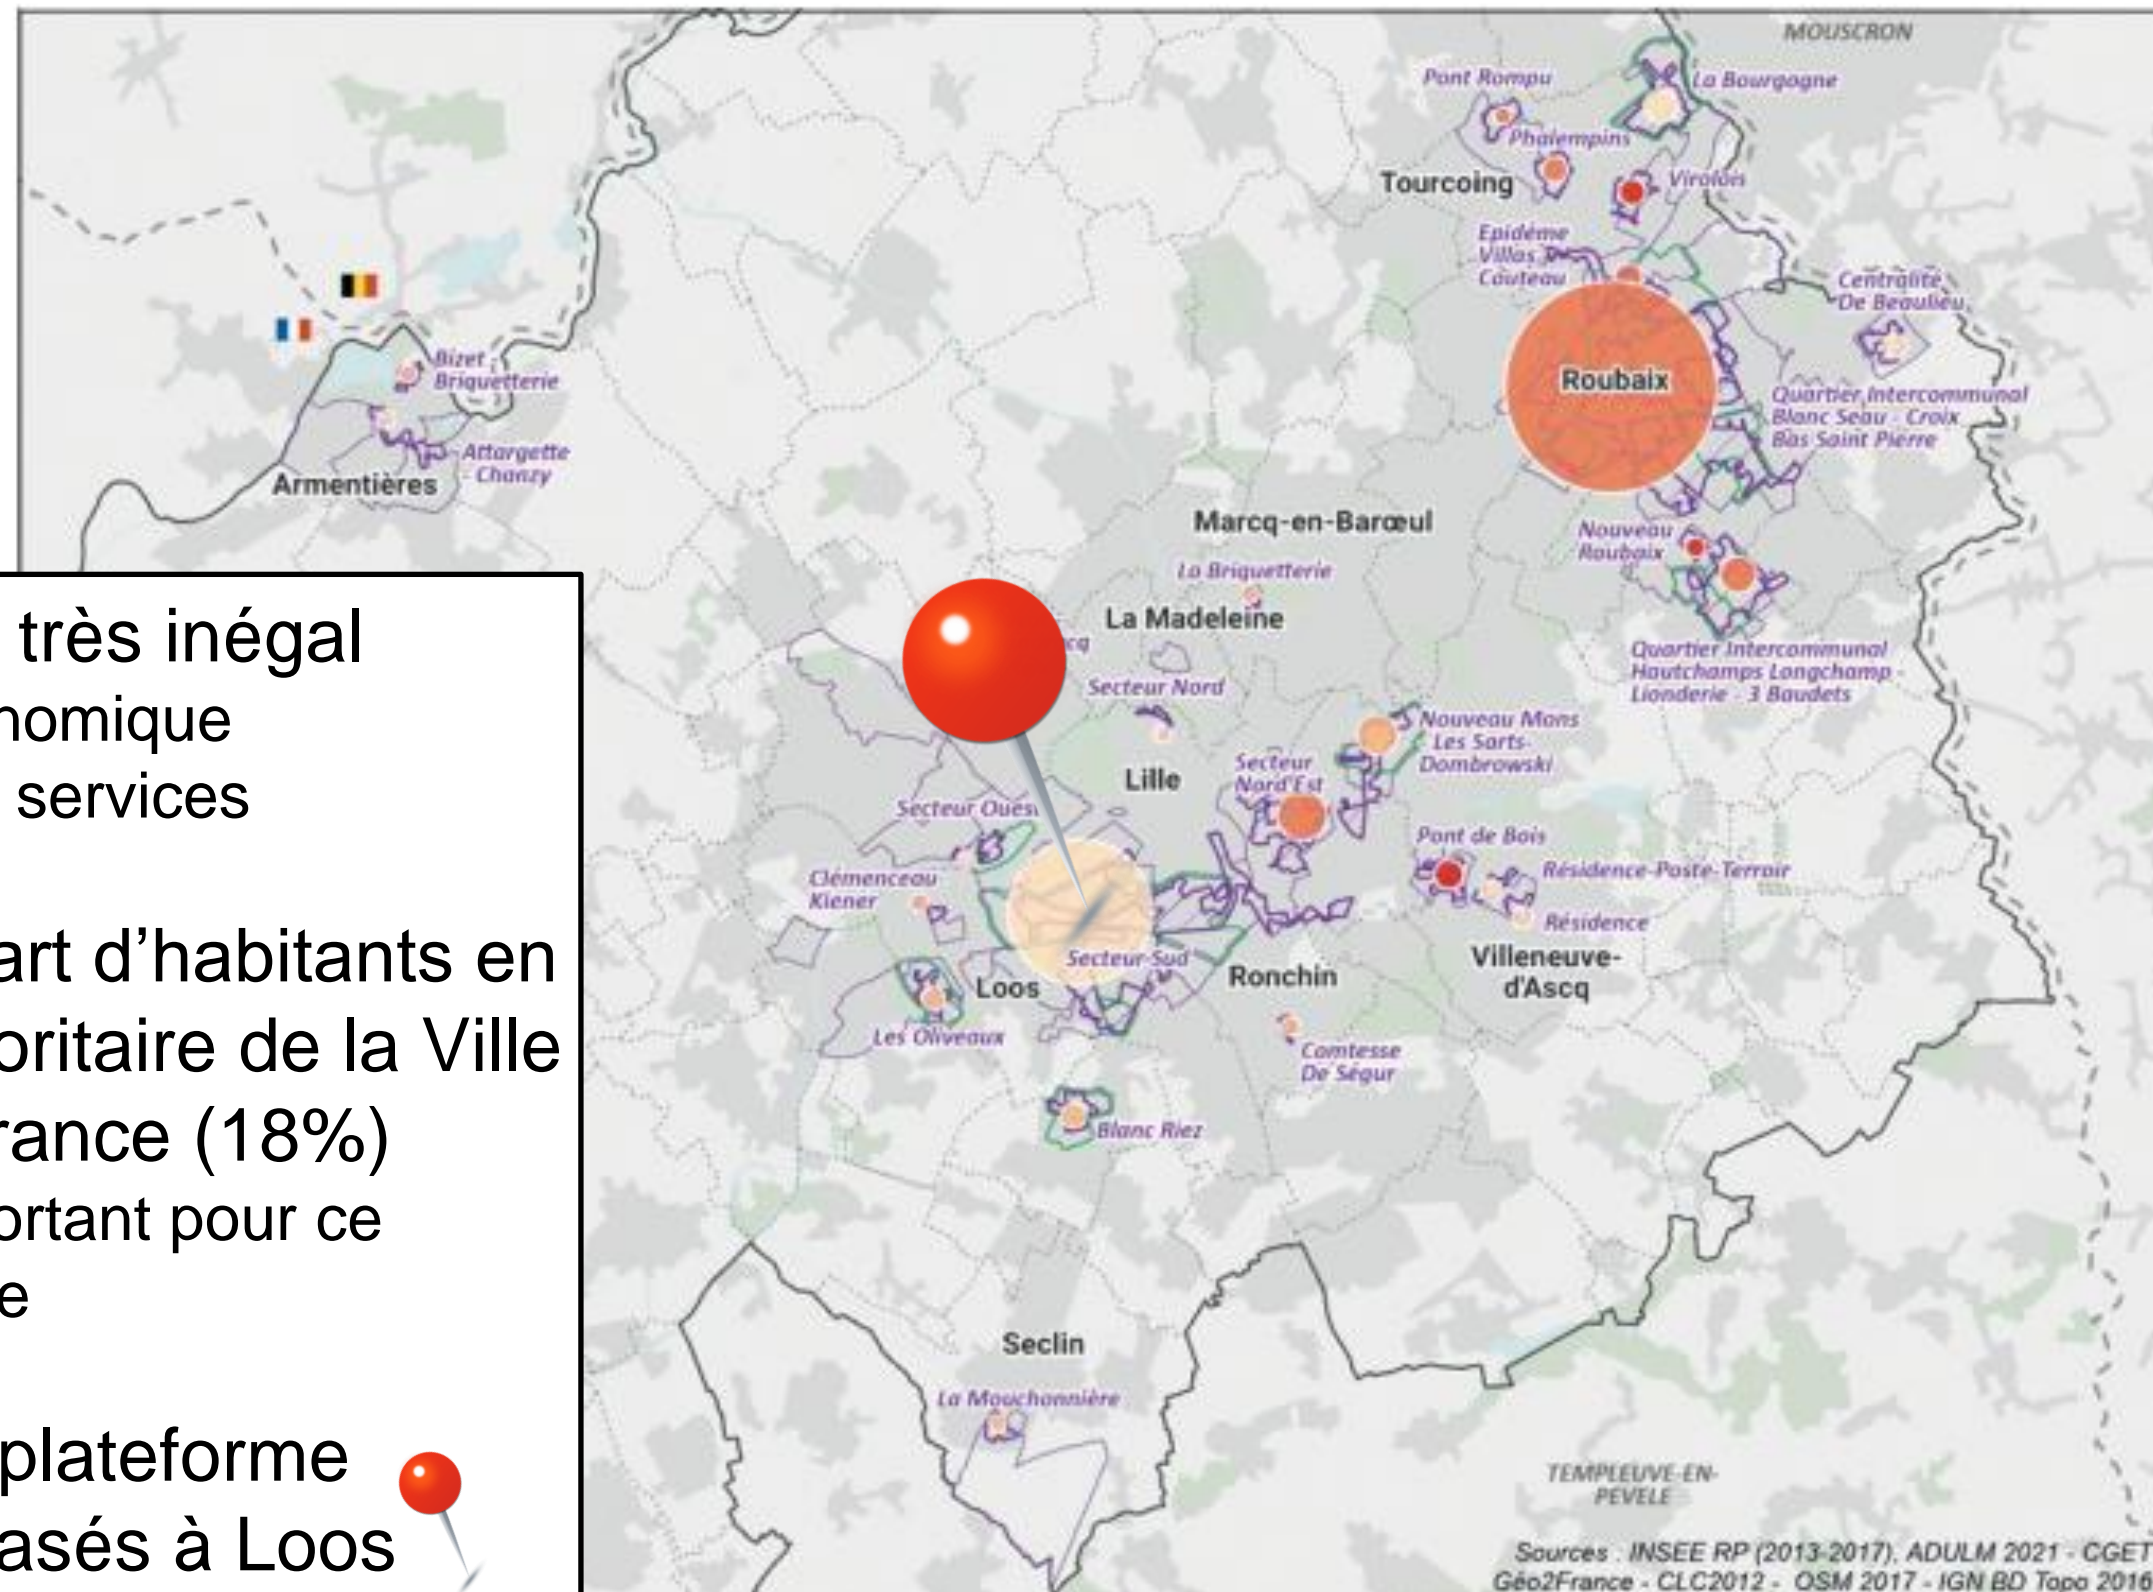 MOUSCRON
Pont Rompu
La Bourgogne
Phalempins
Tourcoing
Virolois
Epidème
Villas
Couteau
Centralité
De Beaulieu
Bizet
Briquetterie
Roubaix
Quartier Intercommunal
Blanc Seau - Croix
Bas Saint Pierre
Attargette
- Chanzy
Armentières
Marcq-en-Barœul
Nouveau
Roubaix
La Briquetterie
La Madeleine
Quartier Intercommunal
Hautchamps Longchamp -
Lionderie - 3 Baudets
Secteur Nord
Nouveau Mons
Les Sarts-
Dombrowski
Lille
Secteur
Nord'Est
Secteur Oues
Pont de Bois
Clémenceau
Kiener
Résidence-Poste-Terroir
Résidence
Secteur Sud
Villeneuve-
d'Ascq
Loos
Ronchin
Les Oliveaux
Comtesse
De Ségur
Blanc Riez
Seclin
La Mouchonnière
TEMPLEUVE-EN-
PEVELE
Sources : INSEE RP (2013-2017), ADULM 2021 - CGET
Géo2France - CLC2012 - OSM 2017 - IGN BD Topo 2016
très inégal
nomique
services
art d’habitants en
oritaire de la Ville
rance (18%)
ortant pour ce
e
plateforme
asés à Loos